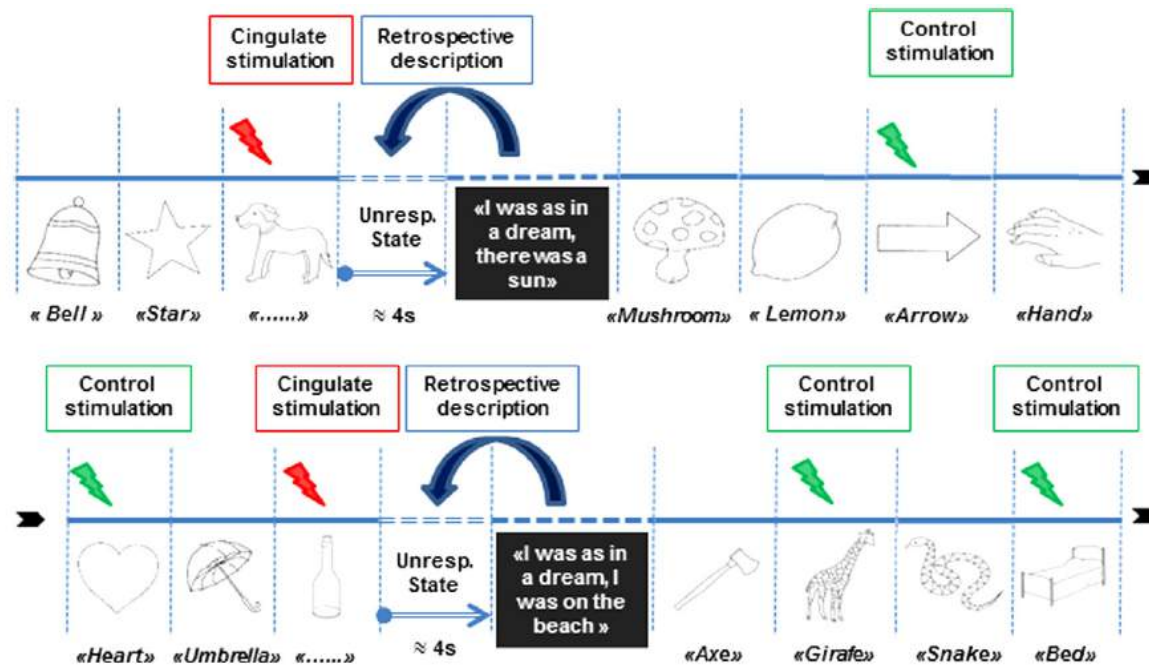 Cingulate
stimulation
Retrospective
description
Control
stimulation
Unresp.
State
≈ 4s
«I was as in
a dream,
there was a
sun»
« Bell »
«Star»
«......»
«Mushroom»
« Lemon»
«Arrow»
«Hand»
Control
stimulation
Cingulate
stimulation
Retrospective
description
Control
stimulation
Control
stimulation
Unresp.
State
≈ 4s
«I was as in
a dream, I
was on the
beach »
«Heart»
«Umbrella»
«......»
«Axe»
«Girafe»
«Snake»
«Bed»